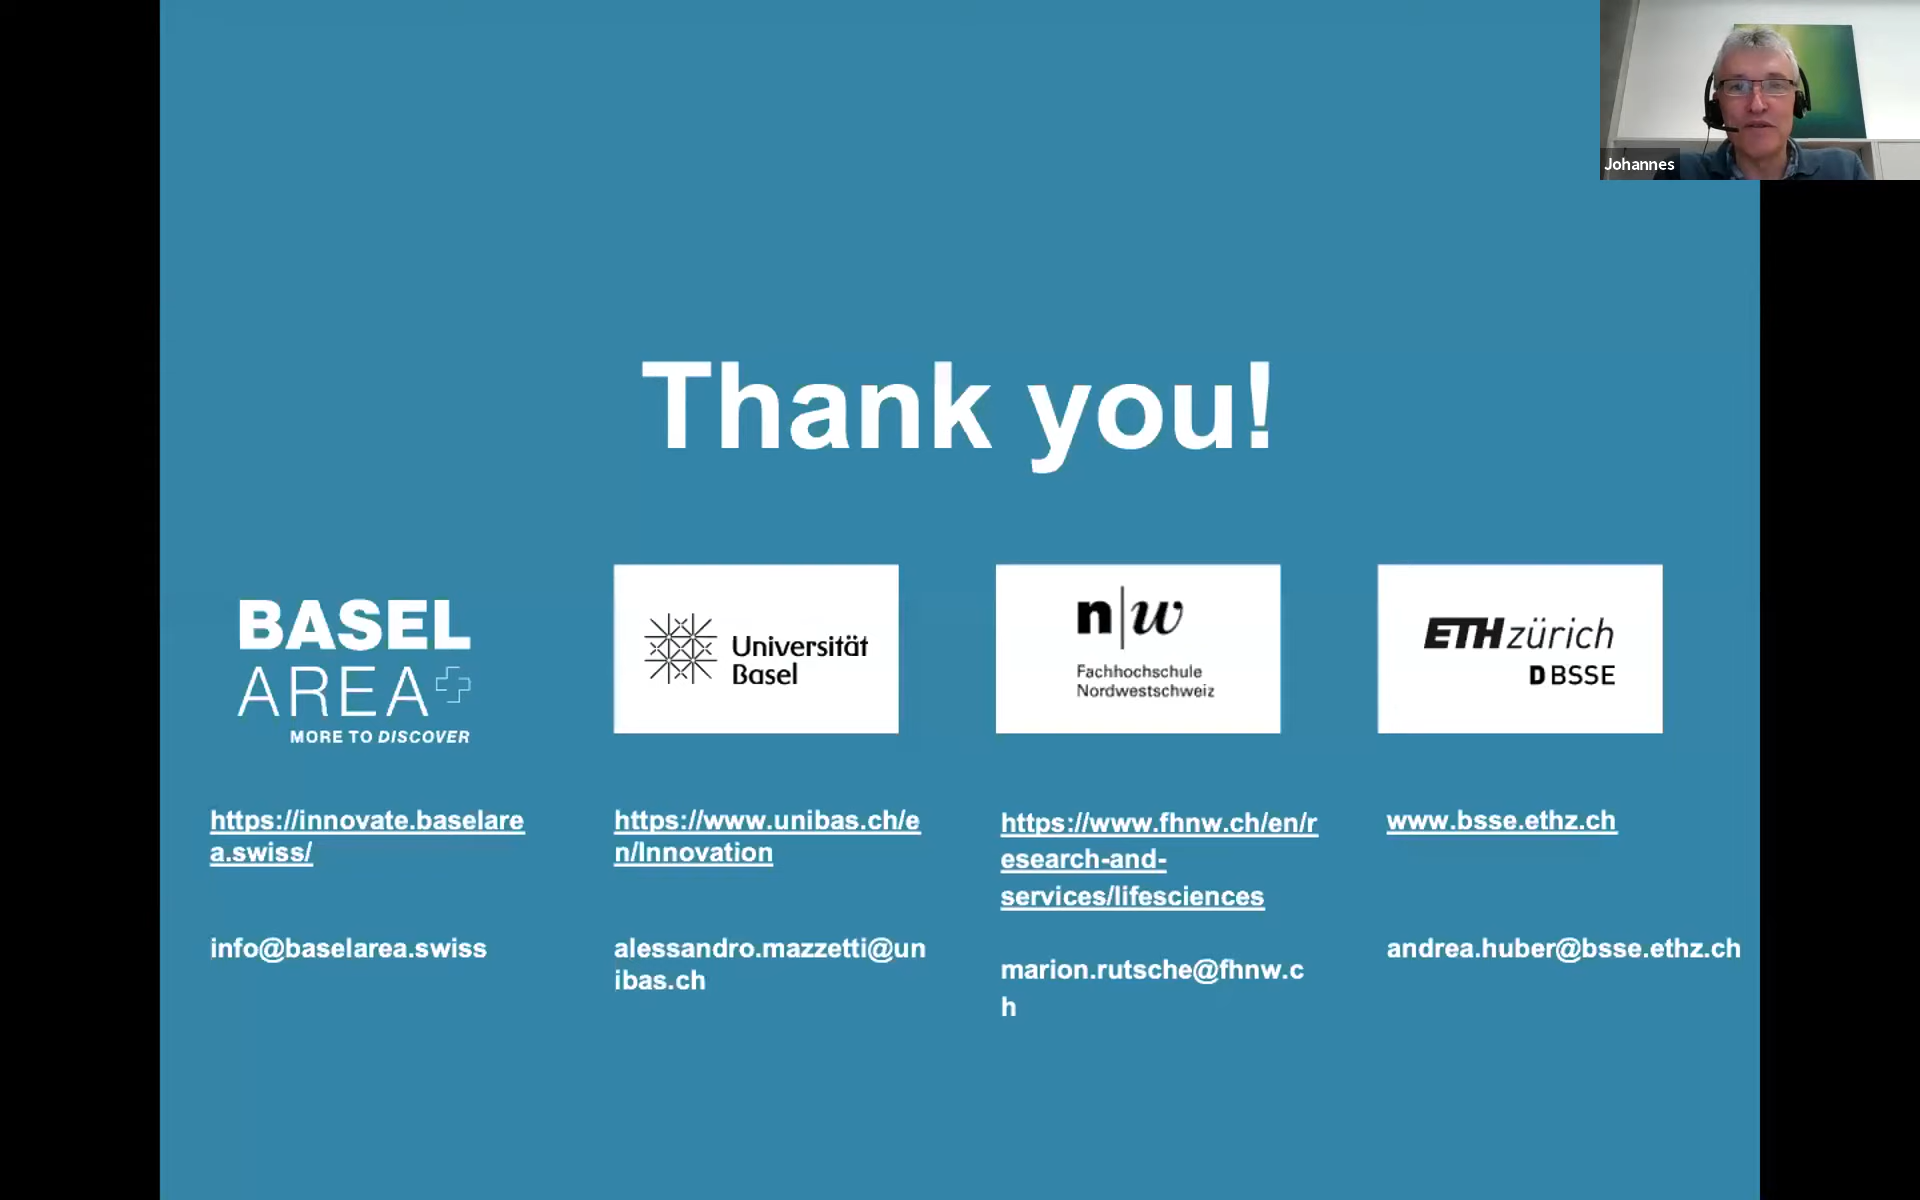 Johannes
Thank you!
BASEL
AREA
MORE TO DISCOVER
Universität
Basel
n|w
Fachhochschule
Nordwestschweiz
ETH zürich
D BSSE
https://innovate.baselare
a.swiss/
info@baselarea.swiss
https://www.unibas.ch/e
n/Innovation
alessandro.mazzetti@un
ibas.ch
https://www.fhnw.ch/en/r
esearch-and-
services/lifesciences
marion.rutsche@fhnw.c
h
www.bsse.ethz.ch
andrea.huber@bsse.ethz.ch